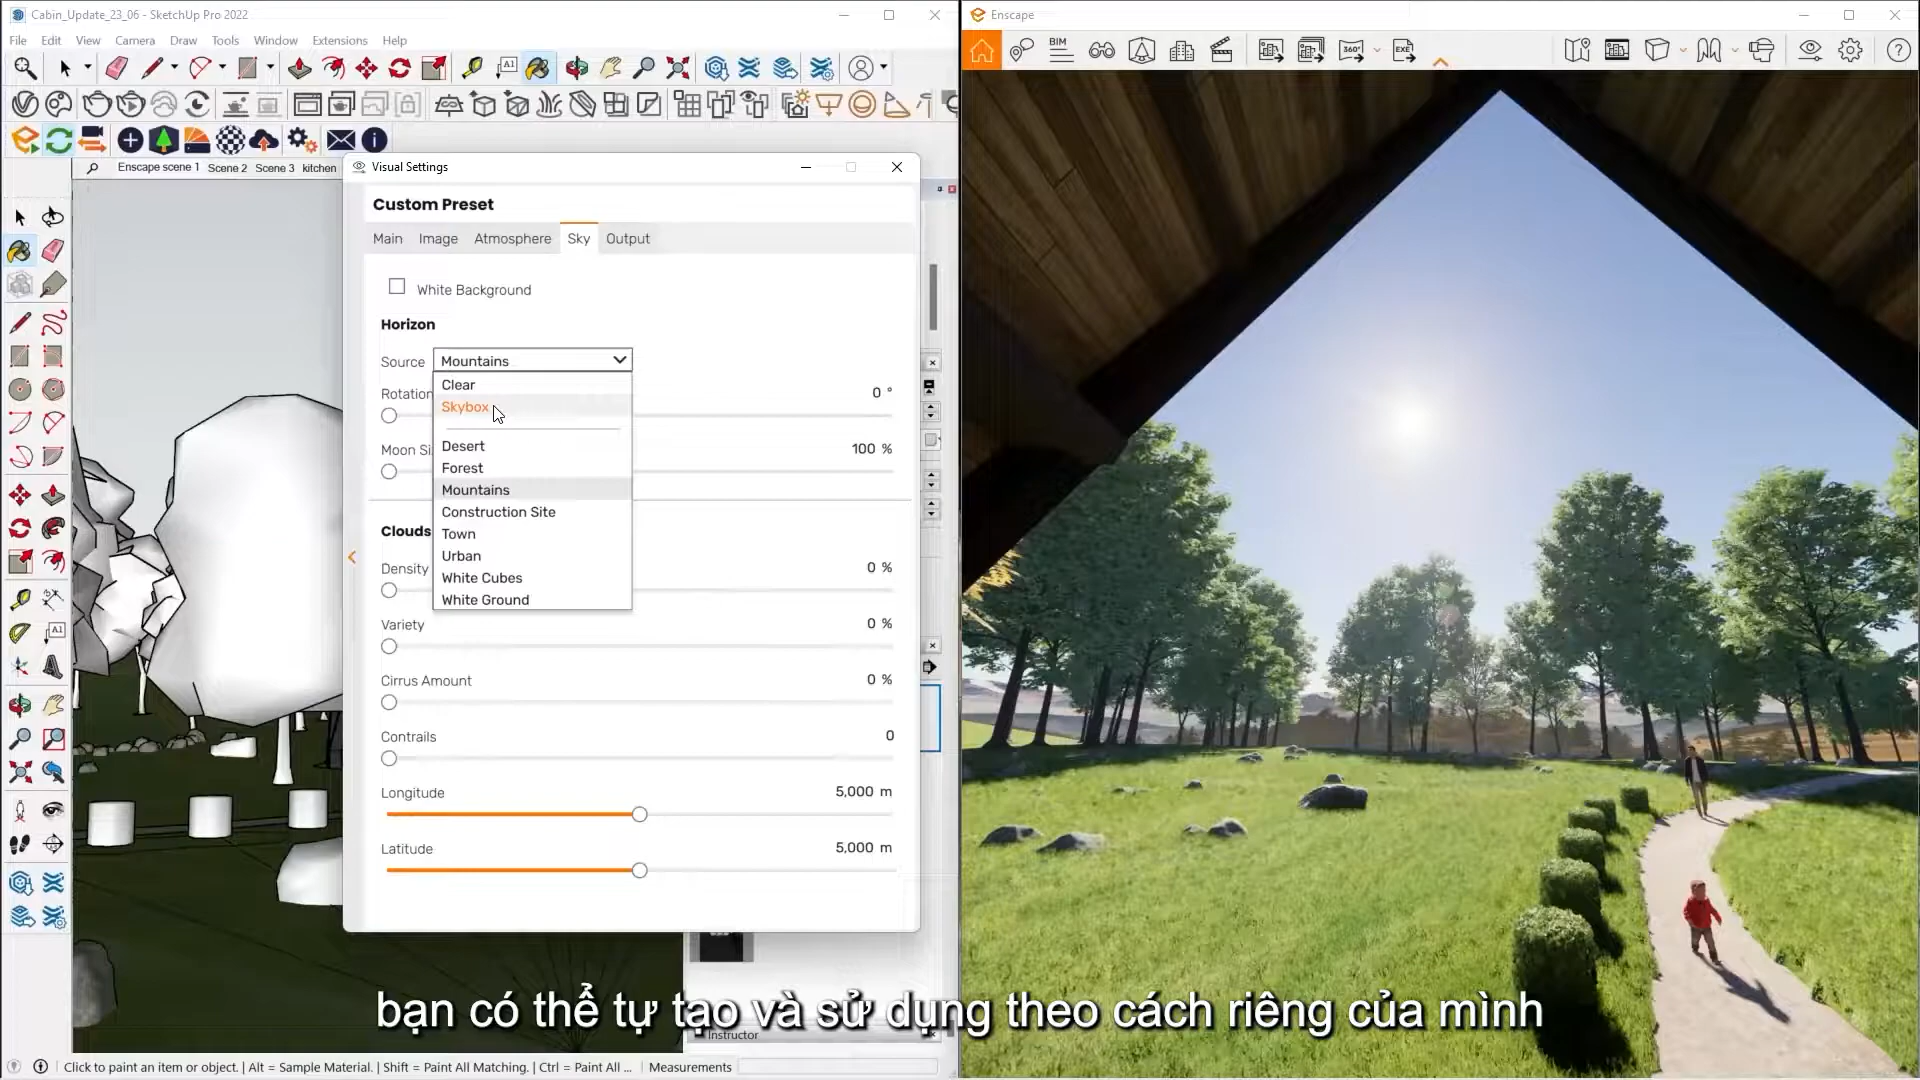 Cabin_Update_23_06 - SketchUp Pro 2022
File Edit View Camera Draw Tools Window Extensions Help
A1
Enscape scene 1 Scene 2 Scene 3 kitchen
Visual Settings
Custom Preset
Main Image Atmosphere Sky Output
White Background
Horizon
Source Mountains
Clear
Rotation 0 °
Skybox
Desert
Moon Si 100 %
Forest
Mountains
Construction Site
Clouds
Town
Urban
Density 0 %
White Cubes
White Ground
Variety 0 %
Cirrus Amount 0 %
Contrails 0
Longitude 5,000 m
Latitude 5,000 m
A1
Instructor
Click to paint an item or object. | Alt = Sample Material. | Shift = Paint All Matching. | Ctrl = Paint All ... Measurements
Enscape
BIM
360°
EXE
bạn có thể tự tạo và sử dụng theo cách riêng của mình